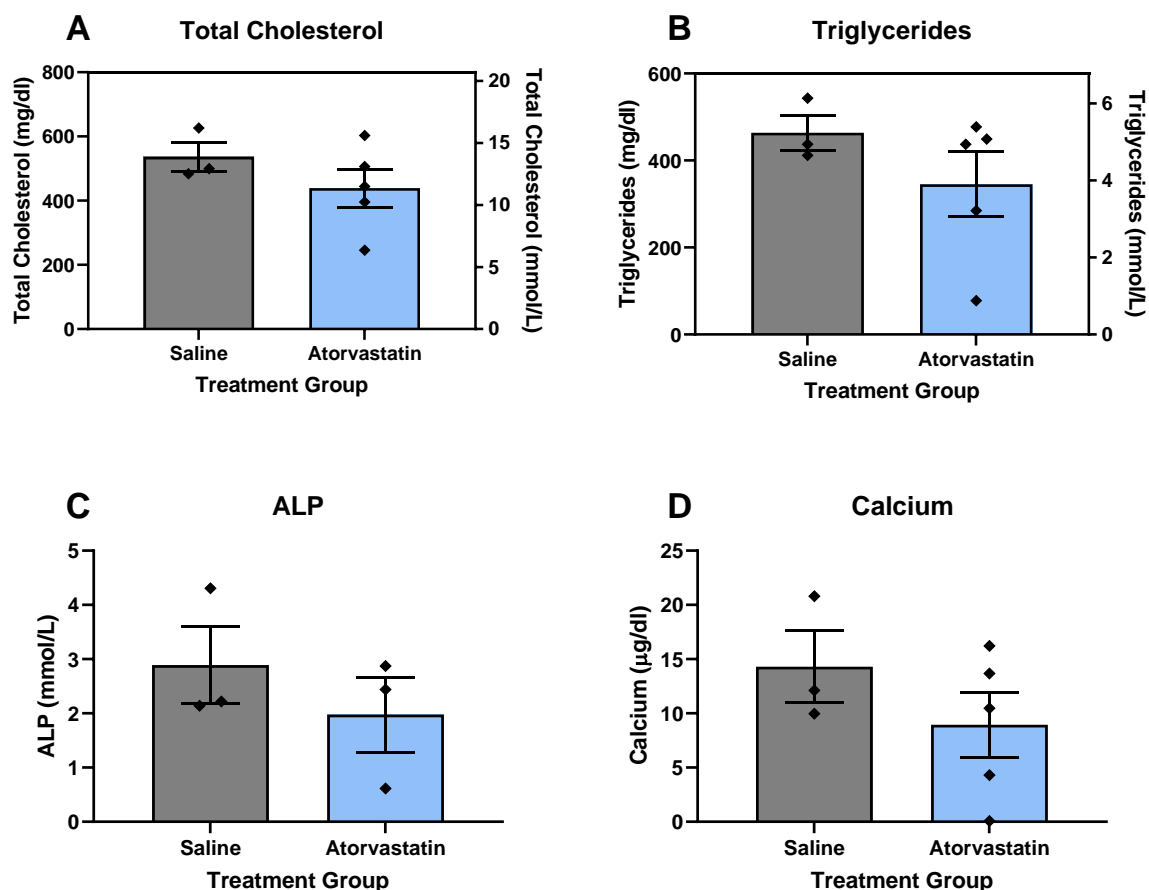 A
Total Cholesterol
Total Cholesterol (mg/dl)
800
600
400
200
0
20
15
10
5
0
Total Cholesterol (mmol/L)
Saline
Atorvastatin
Treatment Group
B
Triglycerides
Triglycerides (mg/dl)
600
400
200
0
6
4
2
0
Triglycerides (mmol/L)
Saline
Atorvastatin
Treatment Group
C
ALP
ALP (mmol/L)
5
4
3
2
1
0
Saline
Atorvastatin
Treatment Group
D
Calcium
Calcium (μg/dl)
25
20
15
10
5
0
Saline
Atorvastatin
Treatment Group